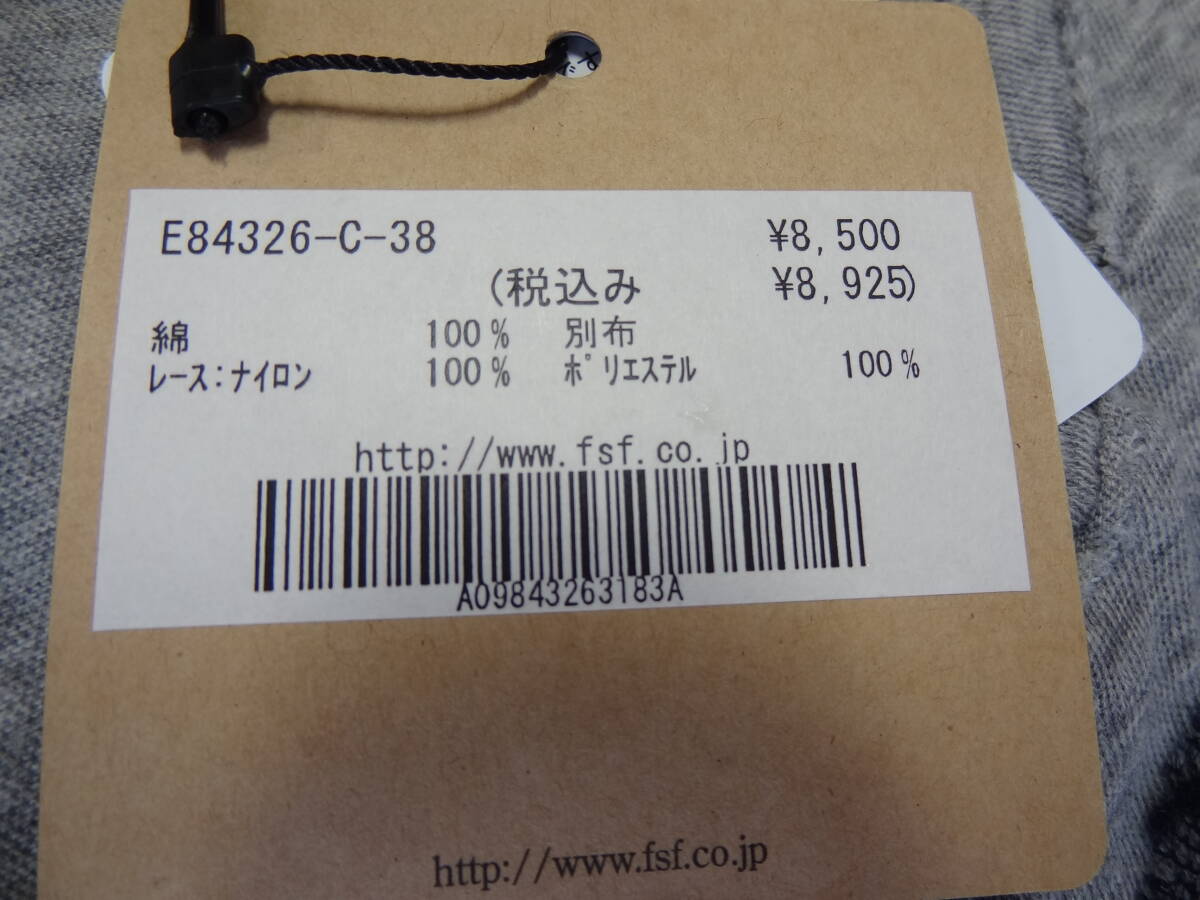 E84326-C-38 ¥8,500
(税込み ¥8,925)
綿 100% 別布
レース:ナイロン 100% ポリエステル 100%
http://www.fsf.co.jp
A09843263183A
http://www.fsf.co.jp